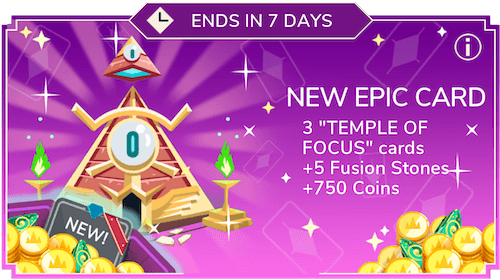 ENDS IN 7 DAYS
NEW EPIC CARD
3 "TEMPLE OF
FOCUS" cards
+5 Fusion Stones
+750 Coins
NEW!